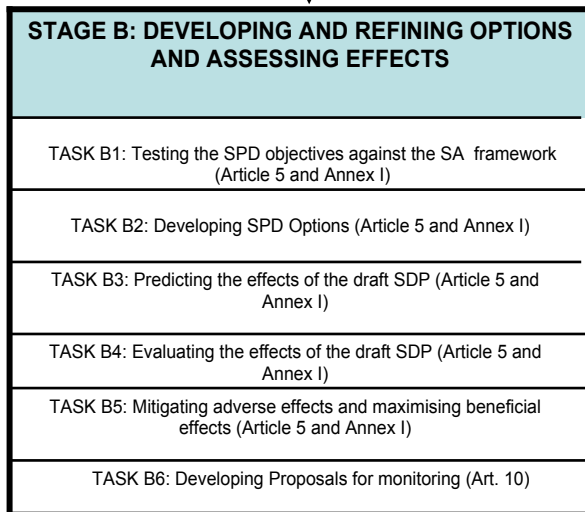 STAGE B: DEVELOPING AND REFINING OPTIONS
AND ASSESSING EFFECTS
TASK B1: Testing the SPD objectives against the SA framework
(Article 5 and Annex I)
TASK B2: Developing SPD Options (Article 5 and Annex I)
TASK B3: Predicting the effects of the draft SDP (Article 5 and
Annex I)
TASK B4: Evaluating the effects of the draft SDP (Article 5 and
Annex I)
TASK B5: Mitigating adverse effects and maximising beneficial
effects (Article 5 and Annex I)
TASK B6: Developing Proposals for monitoring (Art. 10)